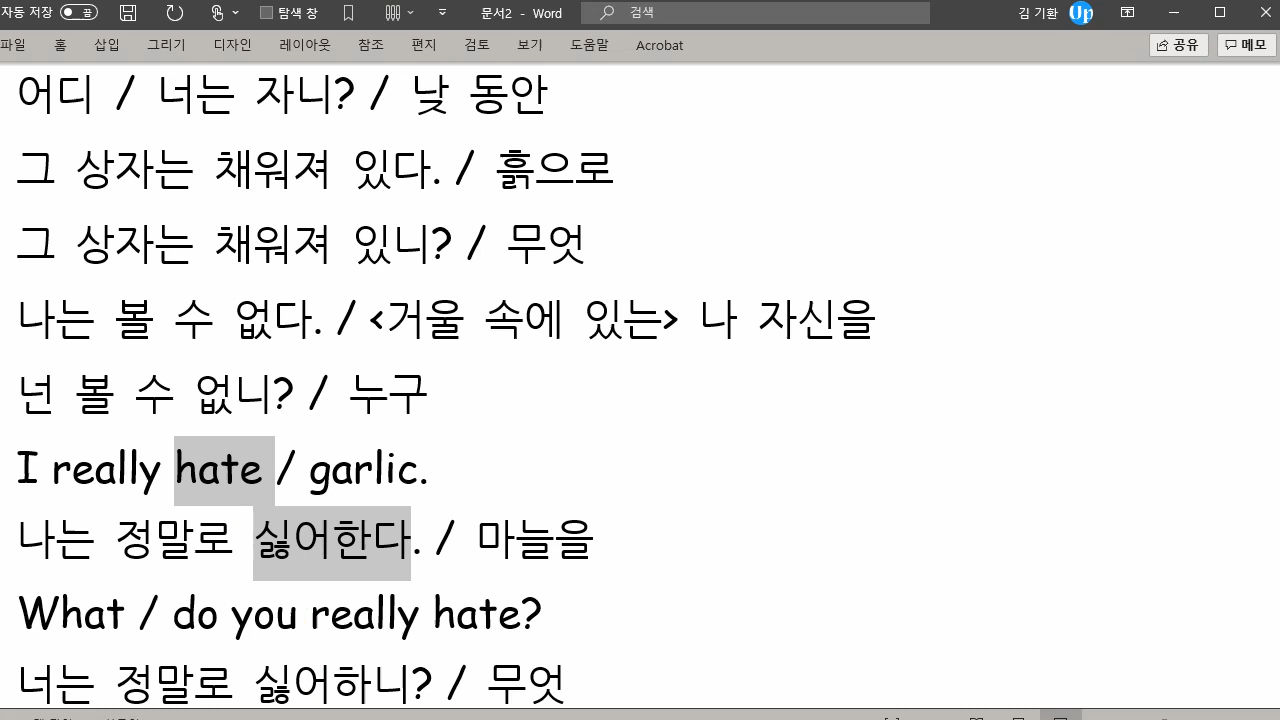 자동 저장 끔 탐색 창 문서2 - Word 검색 김 기환 Up
파일 홈 삽입 그리기 디자인 레이아웃 참조 편지 검토 보기 도움말 Acrobat 공유 메모
어디 / 너는 자니? / 낮 동안
그 상자는 채워져 있다. / 흙으로
그 상자는 채워져 있니? / 무엇
나는 볼 수 없다. / <거울 속에 있는> 나 자신을
넌 볼 수 없니? / 누구
I really hate / garlic.
나는 정말로 싫어한다. / 마늘을
What / do you really hate?
너는 정말로 싫어하니? / 무엇